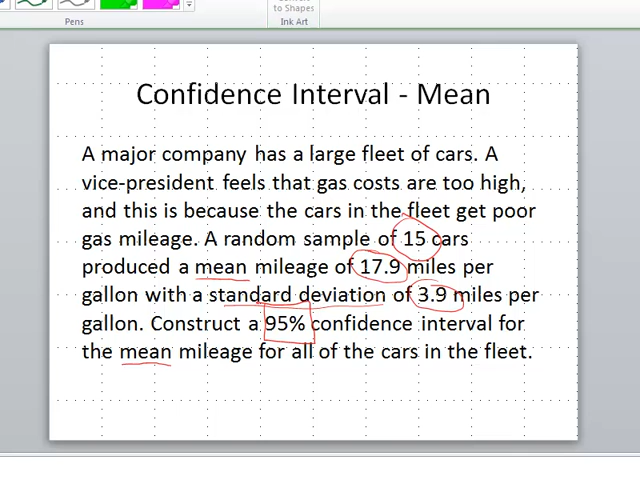 Convert
to Shapes
Pens
Ink Art
Confidence Interval - Mean
A major company has a large fleet of cars. A
vice-president feels that gas costs are too high,
and this is because the cars in the fleet get poor
gas mileage. A random sample of 15 cars
produced a mean mileage of 17.9 miles per
gallon with a standard deviation of 3.9 miles per
gallon. Construct a 95% confidence interval for
the mean mileage for all of the cars in the fleet.